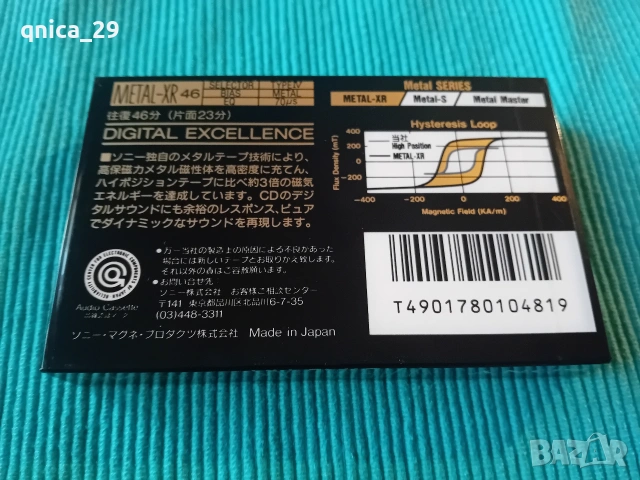 qnica_29
METAL-XR 46
SELECTOR TYPE IV
BIAS METAL
EQ 70μs
往復46分（片面23分）
DIGITAL EXCELLENCE
■ソニー独自のメタルテープ技術により、
高保磁力メタル磁性体を高密度に充てん、
ハイポジションテープに比べ約3倍の磁気
エネルギーを達成しています。CDのデジ
タルサウンドにも余裕のレスポンス、ピュア
でダイナミックなサウンドを再現します。
Metal SERIES
METAL-XR Metal-S Metal Master
Hysteresis Loop
当社
High Position
METAL-XR
Flux Density (mT)
400
200
0
-200
-400 -200 0 200 400
Magnetic Field (KA/m)
●万一当社の製造上の原因による不良があった
場合には新しいテープとお取りかえ致します。
それ以外の責はご容赦願います。
●お問い合せ先
ソニー株式会社 お客様ご相談センター
〒141 東京都品川区北品川6-7-35
(03)448-3311
Audio Cassette
ソニー・マグネ・プロダクツ株式会社 Made in Japan
T4901780104819
BAZAR